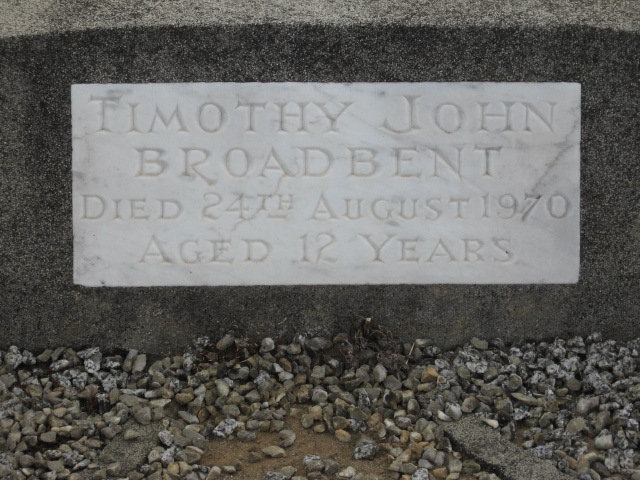 TIMOTHY JOHN
BROADBENT
DIED 24TH AUGUST 1970
AGED 12 YEARS